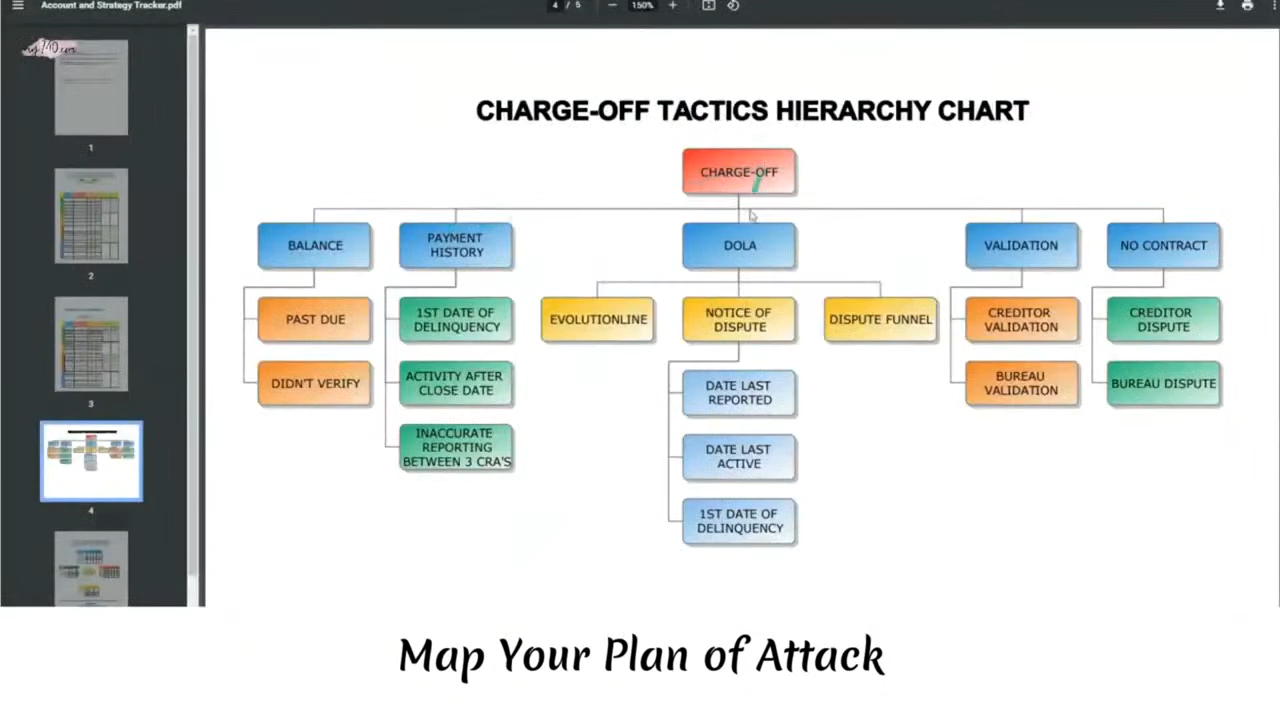 Account and Strategy Tracker.pdf
4 / 5
150%
CHARGE-OFF TACTICS HIERARCHY CHART
CHARGE-OFF
BALANCE
PAYMENT
HISTORY
DOLA
VALIDATION
NO CONTRACT
PAST DUE
DIDN'T VERIFY
1ST DATE OF
DELINQUENCY
ACTIVITY AFTER
CLOSE DATE
INACCURATE
REPORTING
BETWEEN 3 CRA'S
EVOLUTIONLINE
NOTICE OF
DISPUTE
DISPUTE FUNNEL
DATE LAST
REPORTED
DATE LAST
ACTIVE
1ST DATE OF
DELINQUENCY
CREDITOR
VALIDATION
BUREAU
VALIDATION
CREDITOR
DISPUTE
BUREAU DISPUTE
1
2
3
4
Map Your Plan of Attack